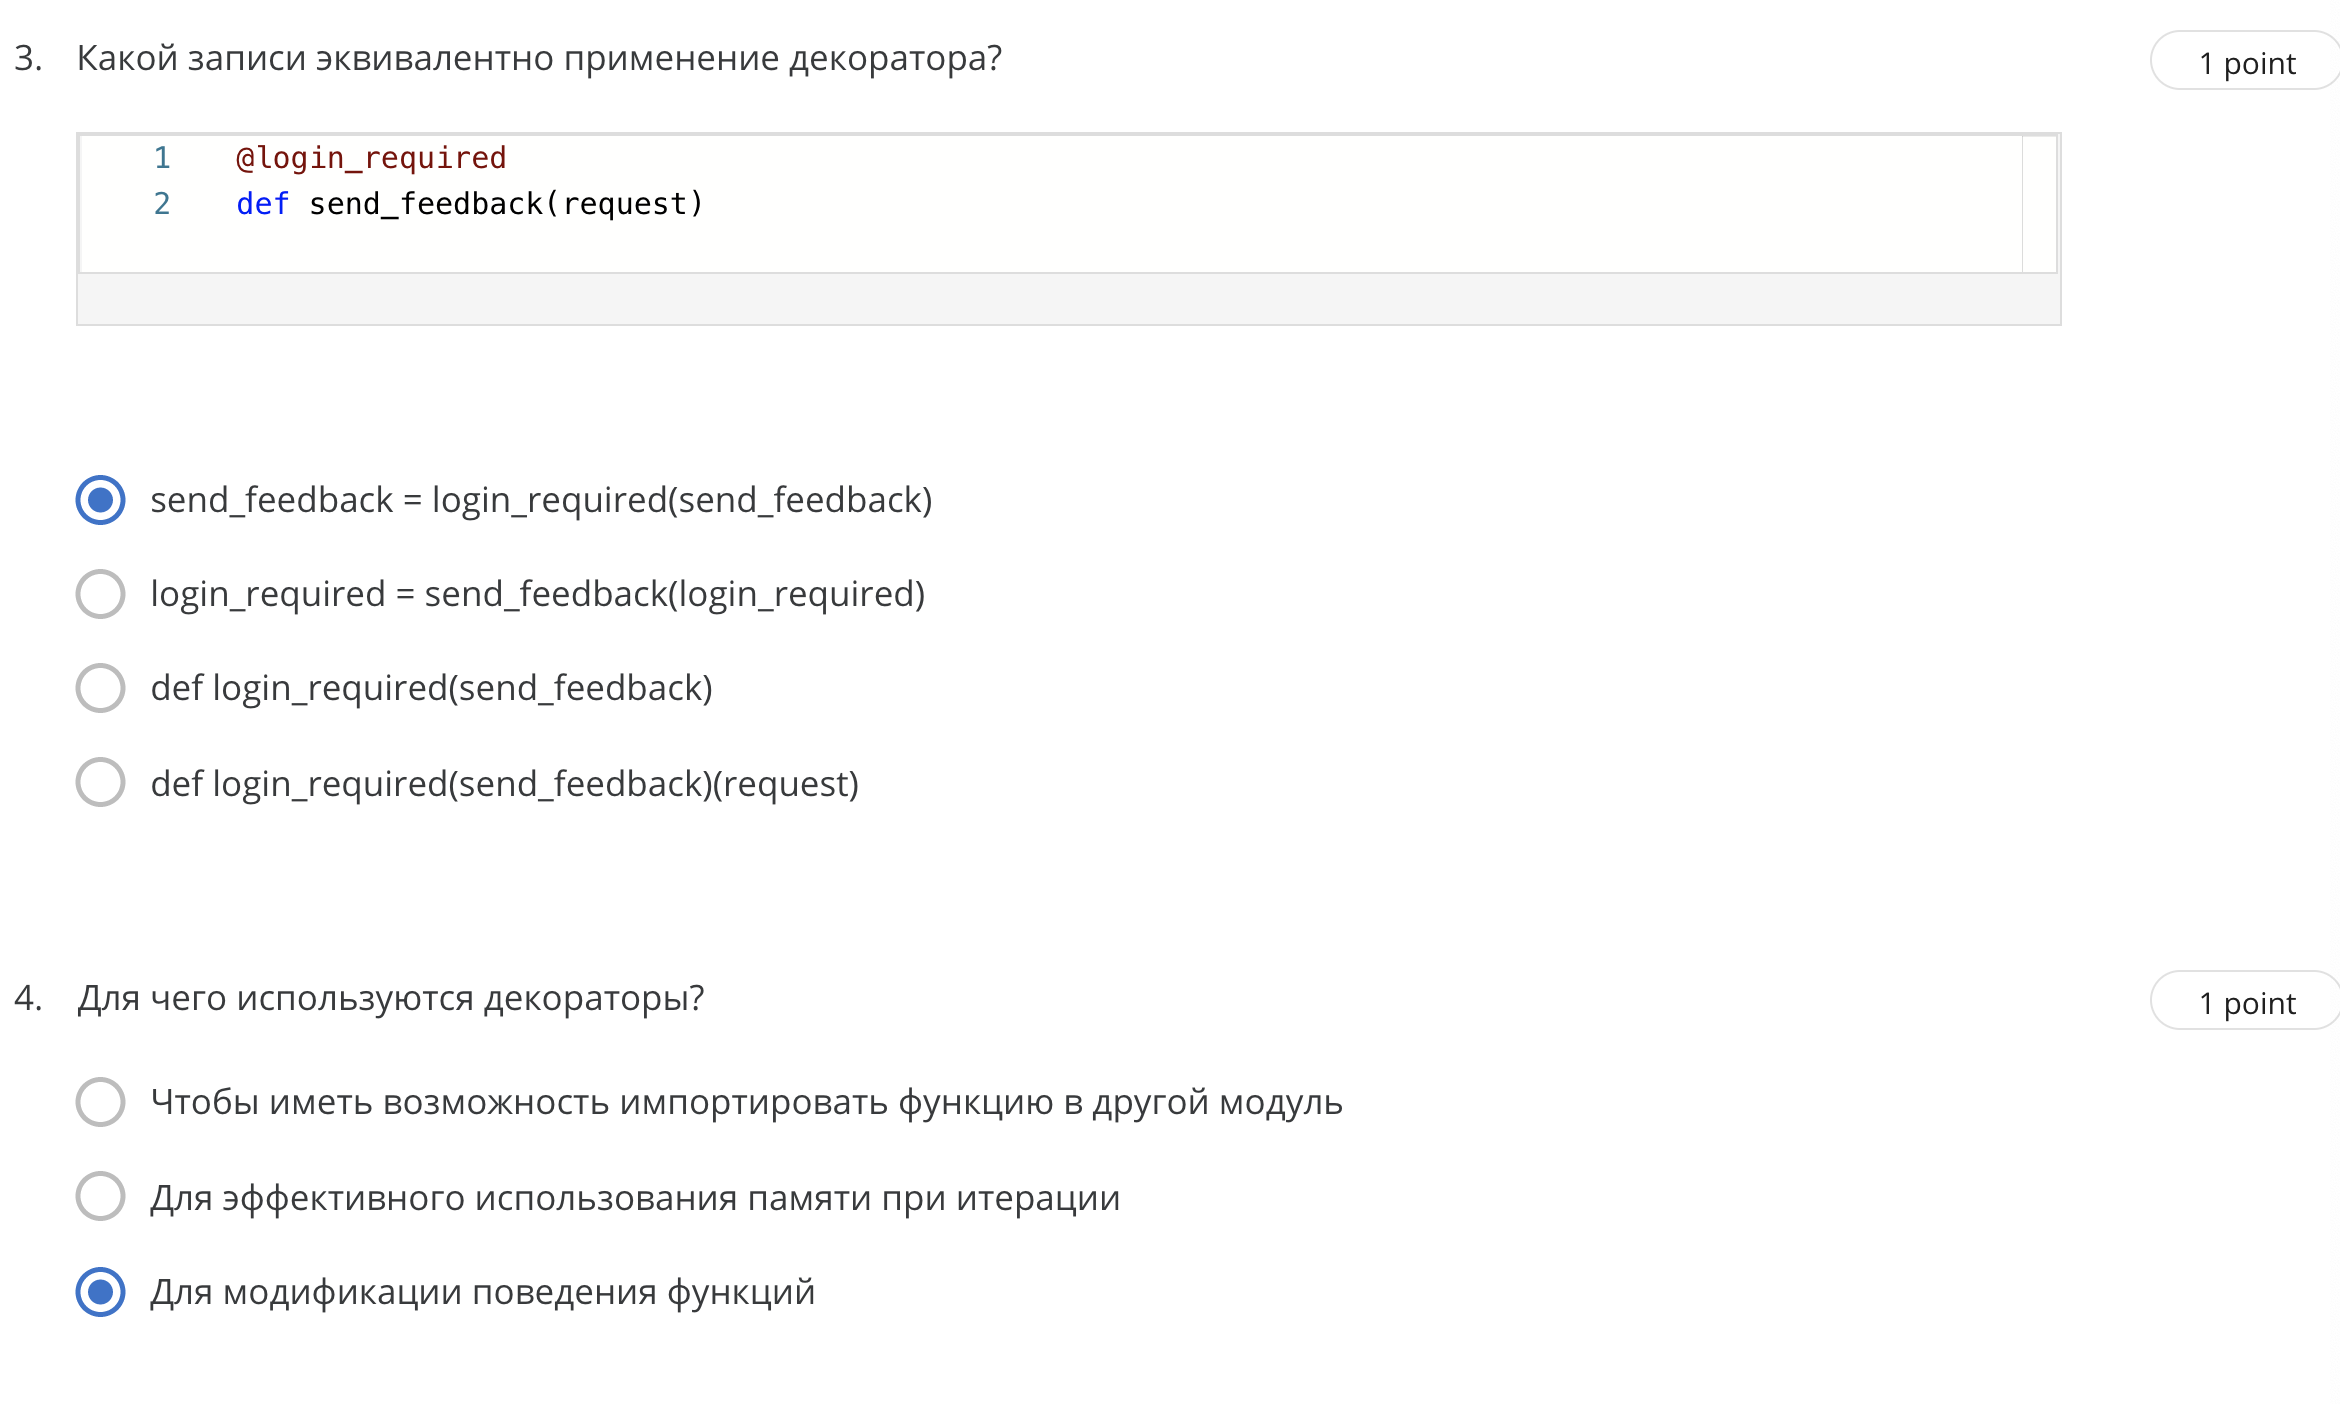 3. Какой записи эквивалентно применение декоратора?
1 point
1 @login_required
2 def send_feedback(request)
send_feedback = login_required(send_feedback)
login_required = send_feedback(login_required)
def login_required(send_feedback)
def login_required(send_feedback)(request)
4. Для чего используются декораторы?
1 point
Чтобы иметь возможность импортировать функцию в другой модуль
Для эффективного использования памяти при итерации
Для модификации поведения функций